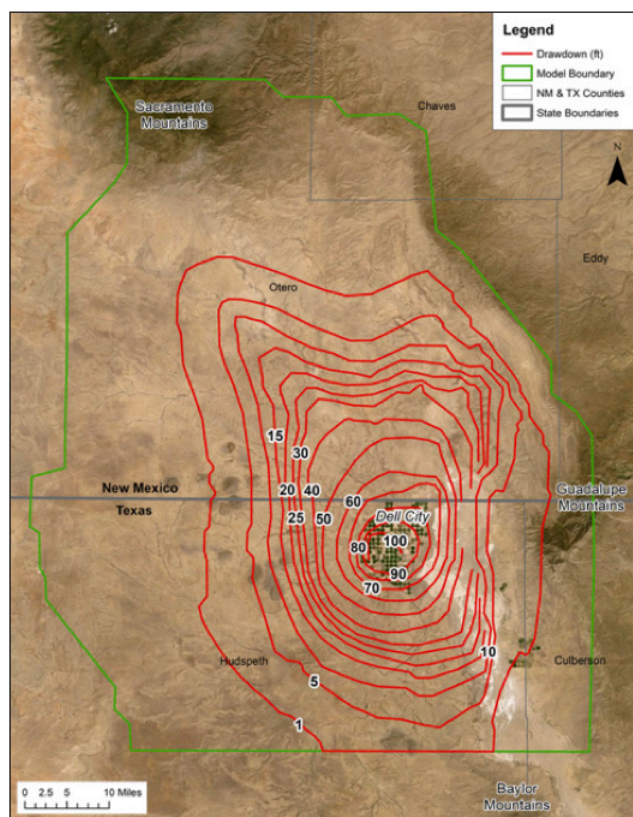 Legend
Drawdown (ft)
Model Boundary
NM & TX Counties
State Boundaries
N
Sacramento
Mountains
Chaves
Eddy
Otero
15
30
20
40
25
50
60
New Mexico
Texas
Guadalupe
Mountains
Dell City
80
100
90
70
10
Hudspeth
Culberson
5
1
0 2.5 5 10 Miles
Baylor
Mountains